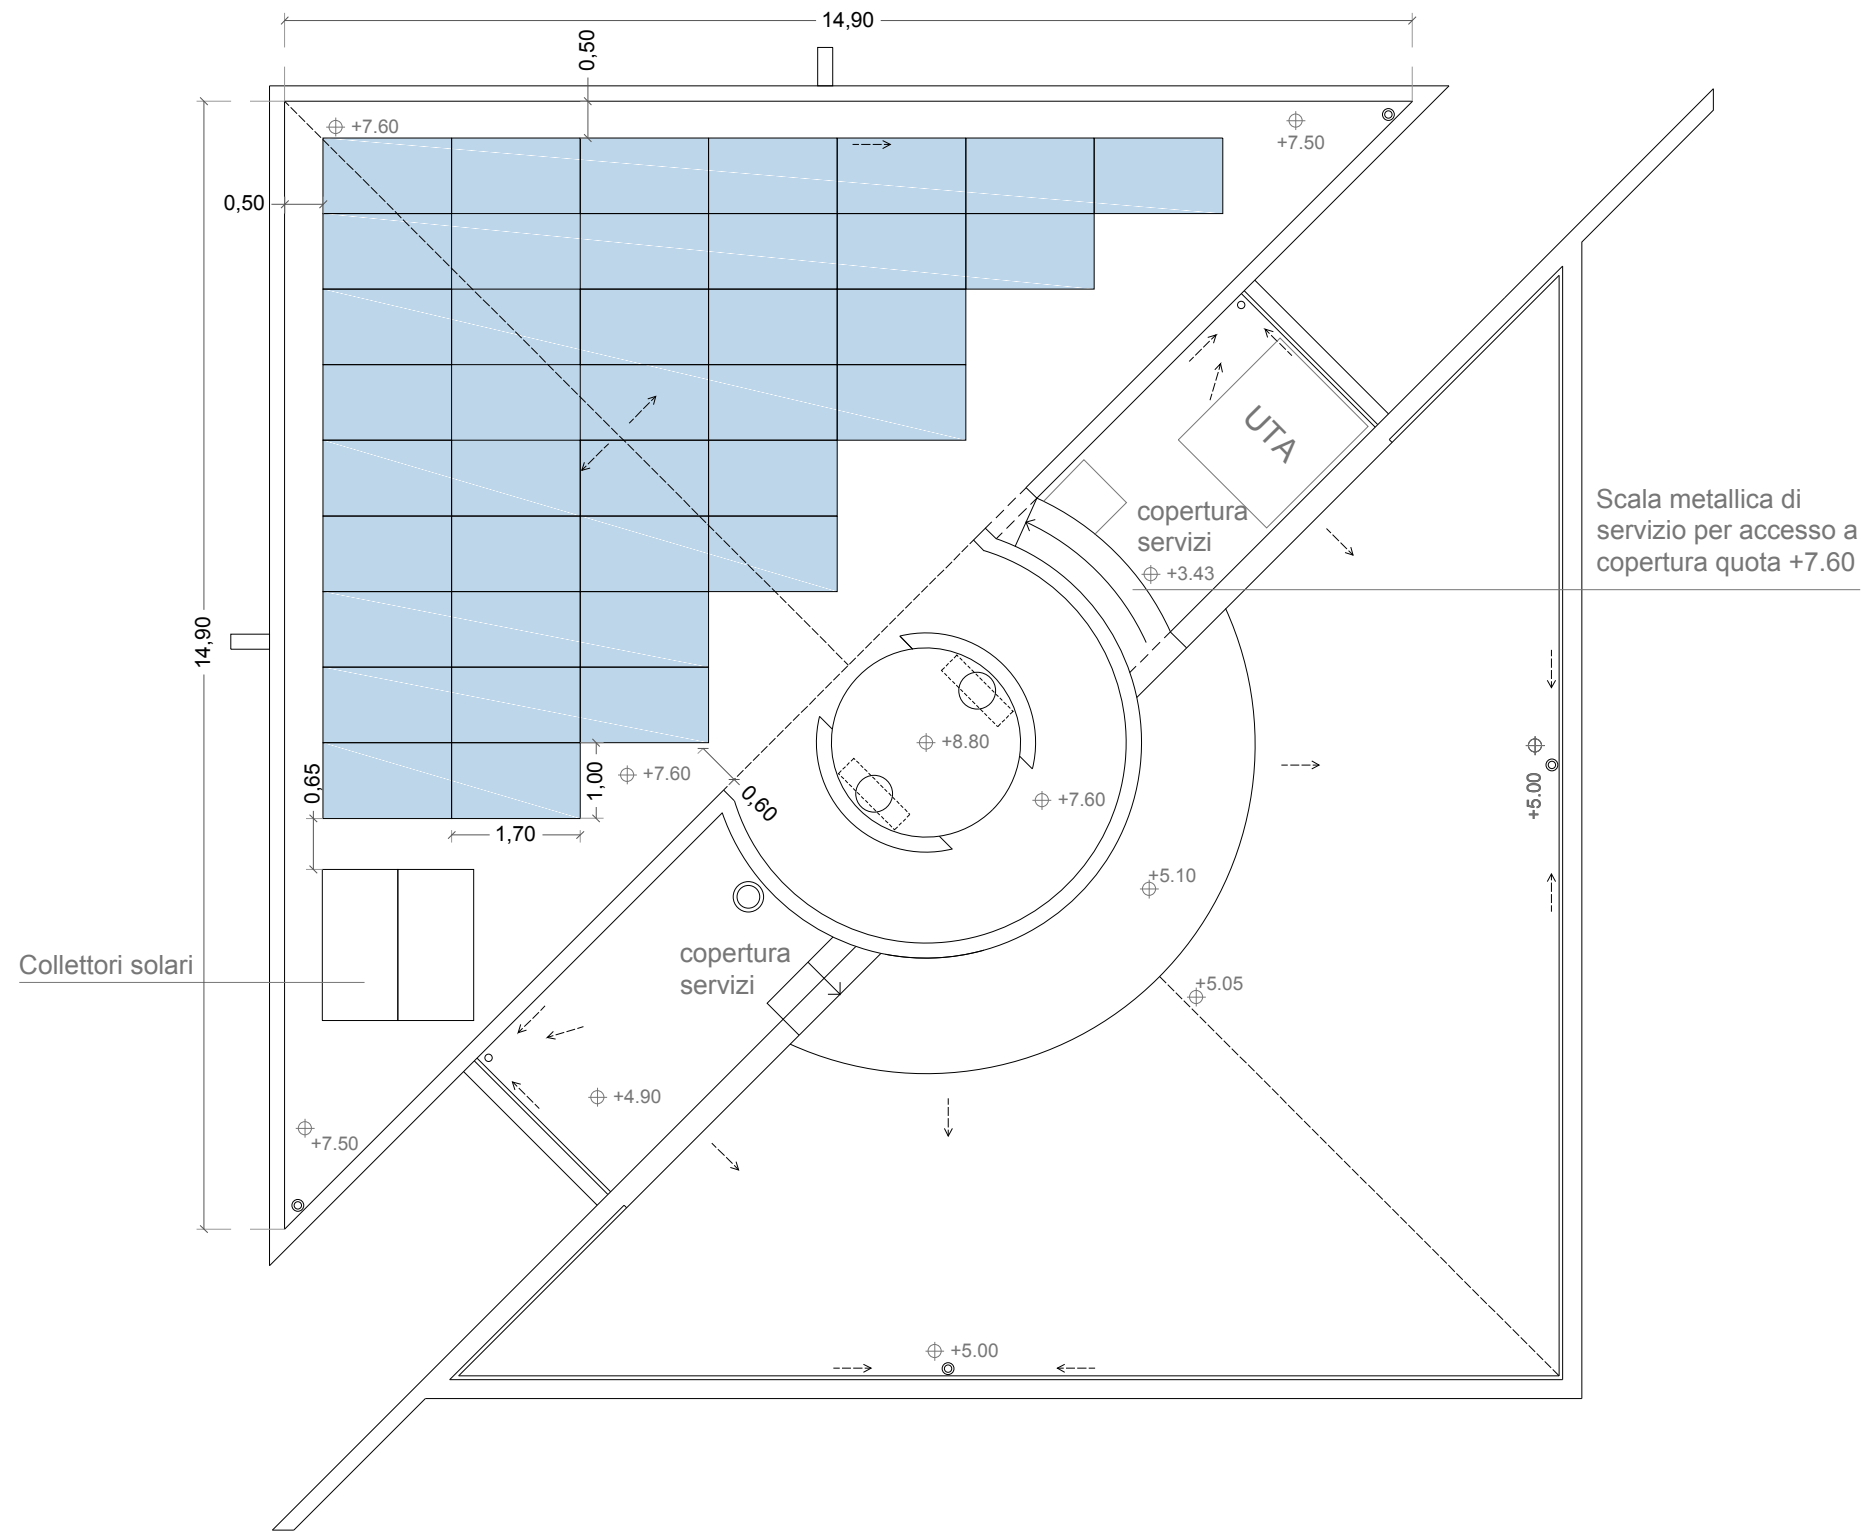 14,90
0,50
+7.60
+7.50
0,50
UTA
copertura
servizi
+3.43
Scala metallica di
servizio per accesso a
copertura quota +7.60
14,90
+8.80
+7.60
+7.60
0,65
1,00
0,60
1,70
+5.00
+5.10
copertura
servizi
Collettori solari
+5.05
+4.90
+7.50
+5.00